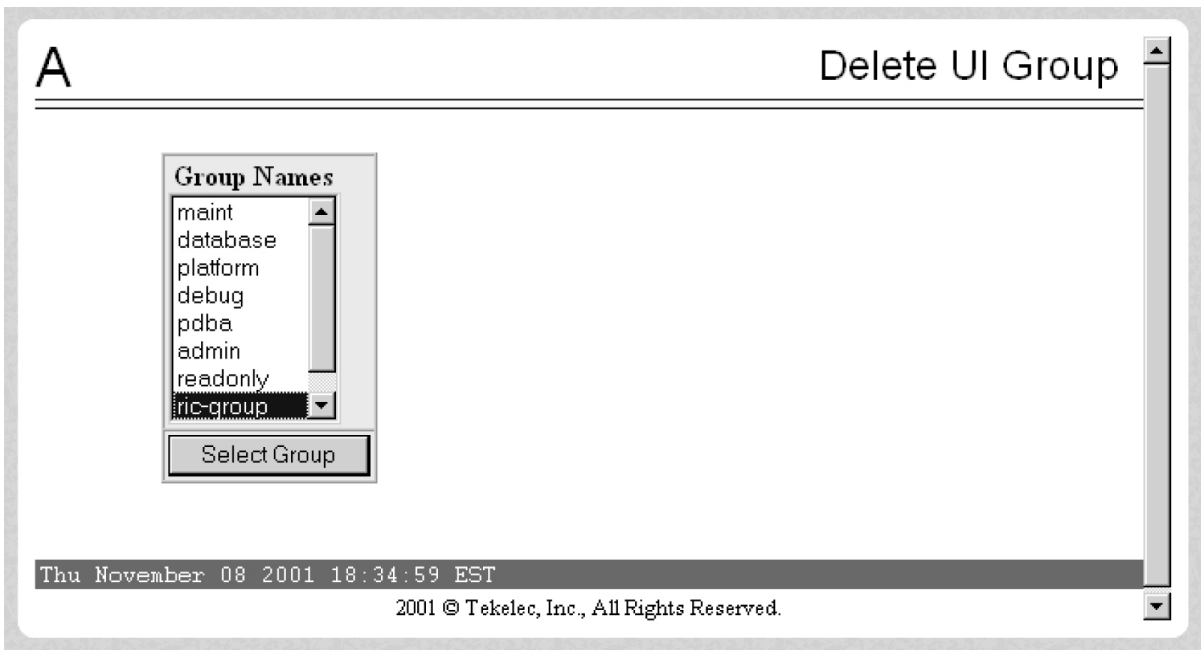 A
Delete UI Group
Group Names
maint
database
platform
debug
pdba
admin
readonly
ric-group
Select Group
Thu November 08 2001 18:34:59 EST
2001 © Tekelec, Inc., All Rights Reserved.